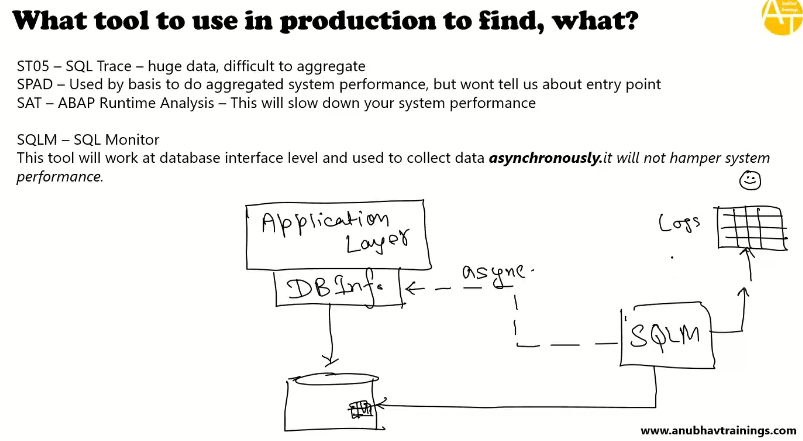 What tool to use in production to find, what?
AT
ST05 – SQL Trace – huge data, difficult to aggregate
SPAD – Used by basis to do aggregated system performance, but wont tell us about entry point
SAT – ABAP Runtime Analysis – This will slow down your system performance
SQLM – SQL Monitor
This tool will work at database interface level and used to collect data asynchronously.it will not hamper system
performance.
Application
Layer
Logs
async.
DB Inf.
SQLM
www.anubhavtrainings.com